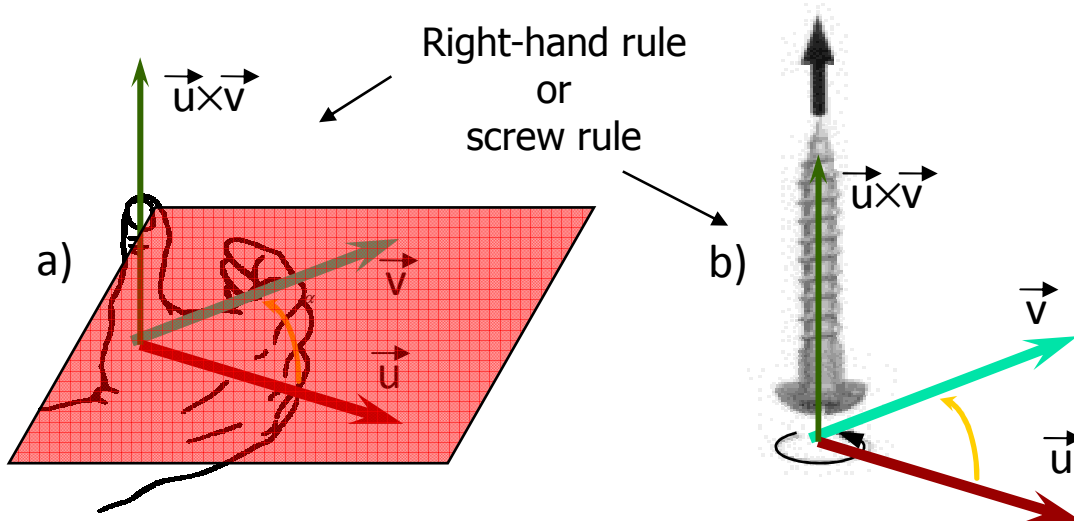 Right-hand rule
or
screw rule
u⃗×v⃗
a)
v⃗
α
u⃗
u⃗×v⃗
b)
v⃗
u⃗